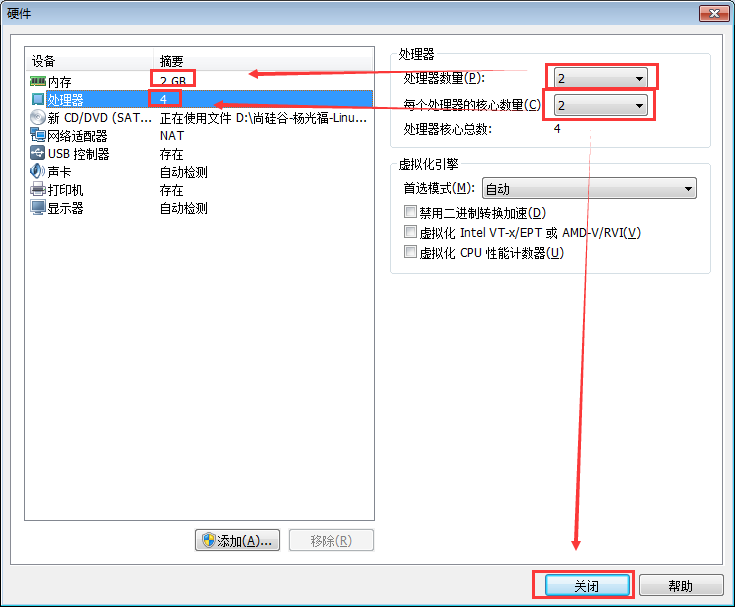 硬件
设备 摘要
内存 2 GB
处理器 4
新 CD/DVD (SAT... 正在使用文件 D:\尚硅谷-杨光福-Linu...
网络适配器 NAT
USB 控制器 存在
声卡 自动检测
打印机 存在
显示器 自动检测
添加(A)... 移除(R)
处理器
处理器数量(P): 2
每个处理器的核心数量(C) 2
处理器核心总数: 4
虚拟化引擎
首选模式(M): 自动
禁用二进制转换加速(D)
虚拟化 Intel VT-x/EPT 或 AMD-V/RVI(V)
虚拟化 CPU 性能计数器(U)
关闭 帮助